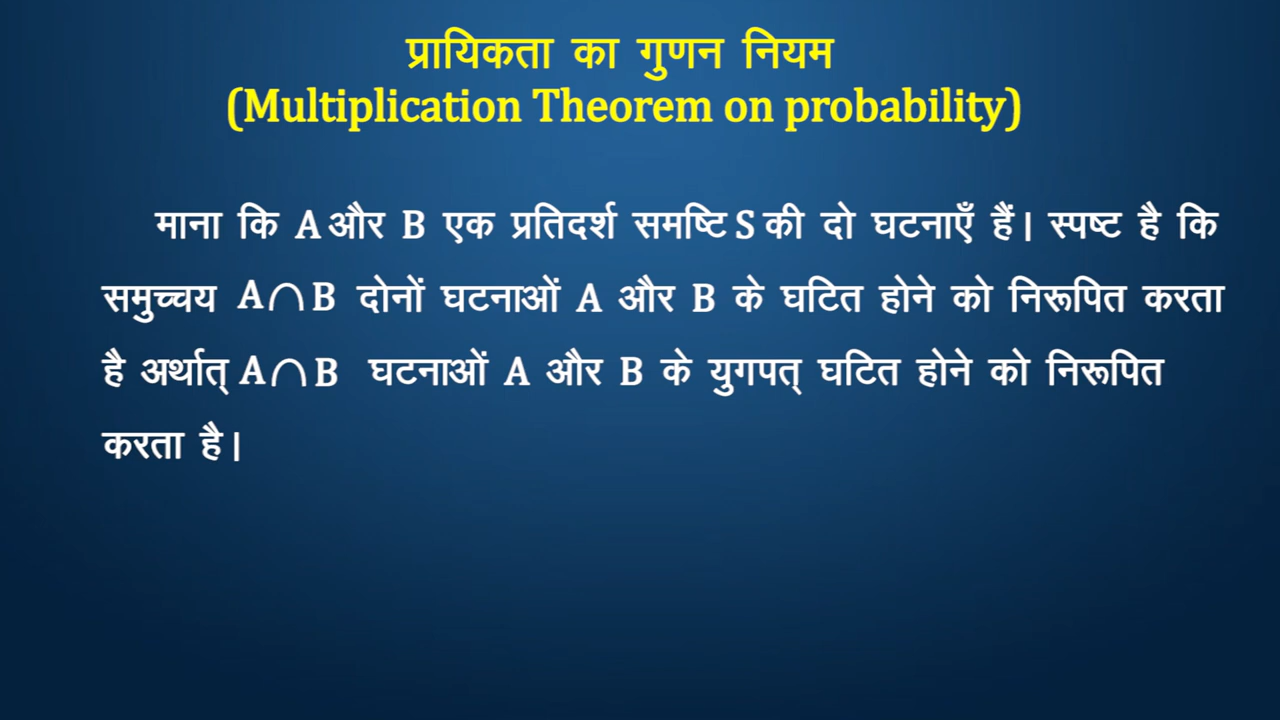 प्रायिकता का गुणन नियम
(Multiplication Theorem on probability)
माना कि A और B एक प्रतिदर्श समष्टि S की दो घटनाएँ हैं। स्पष्ट है कि
समुच्चय A∩B दोनों घटनाओं A और B के घटित होने को निरूपित करता
है अर्थात् A∩B घटनाओं A और B के युगपत् घटित होने को निरूपित
करता है।